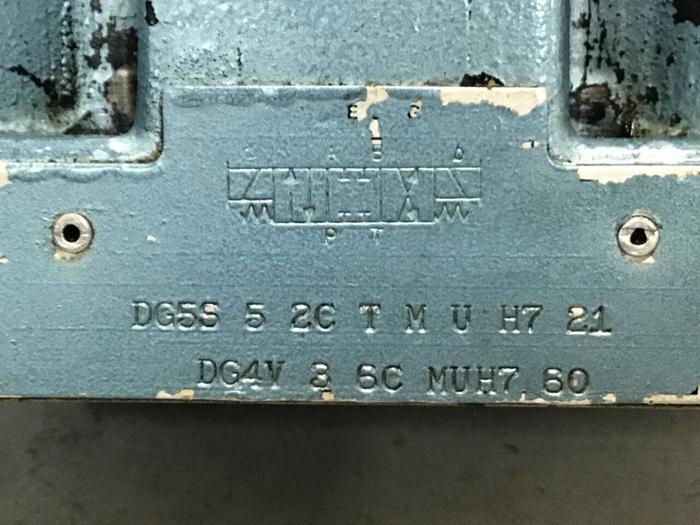 A B
P T
DG5S 5 2C T M U H7 21
DG4V 3 6C MUH7 60